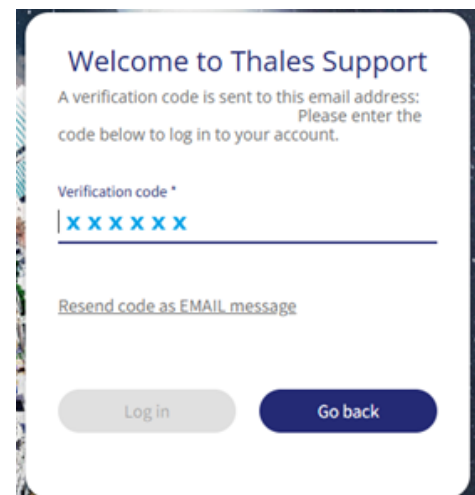 Welcome to Thales Support
A verification code is sent to this email address:
Please enter the
code below to log in to your account.
Verification code *
x x x x x x
Resend code as EMAIL message
Log in
Go back